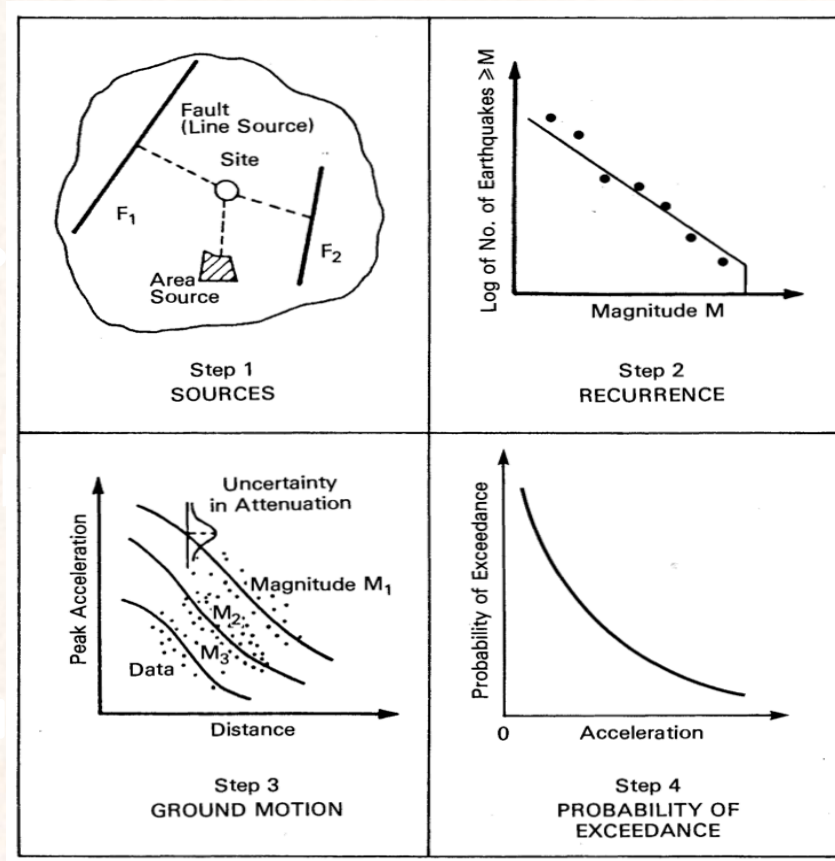 Fault
(Line Source)
Site
F1
F2
Area
Source
Step 1
SOURCES
Log of No. of Earthquakes ≥ M
Magnitude M
Step 2
RECURRENCE
Uncertainty
in Attenuation
Peak Acceleration
Magnitude M1
M2
M3
Data
Distance
Step 3
GROUND MOTION
Probability of Exceedance
0
Acceleration
Step 4
PROBABILITY OF
EXCEEDANCE